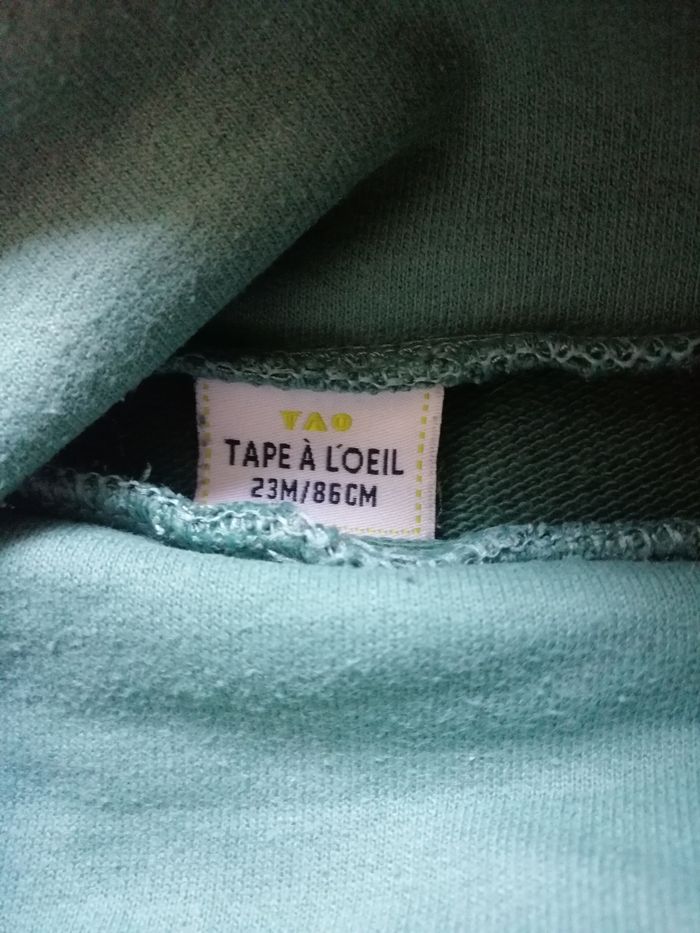 TAO
TAPE À L'OEIL
23M/86CM